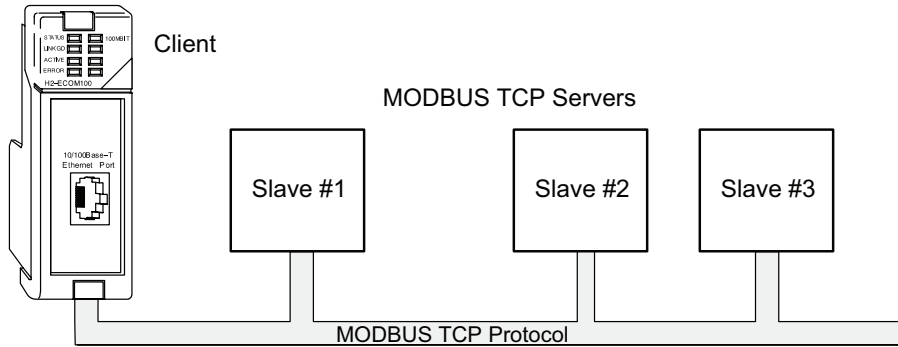 STATUS
100MBIT
LINKGD
ACTIVE
ERROR
H2-ECOM100
Client
10/100Base-T
Ethernet Port
MODBUS TCP Servers
Slave #1
Slave #2
Slave #3
MODBUS TCP Protocol